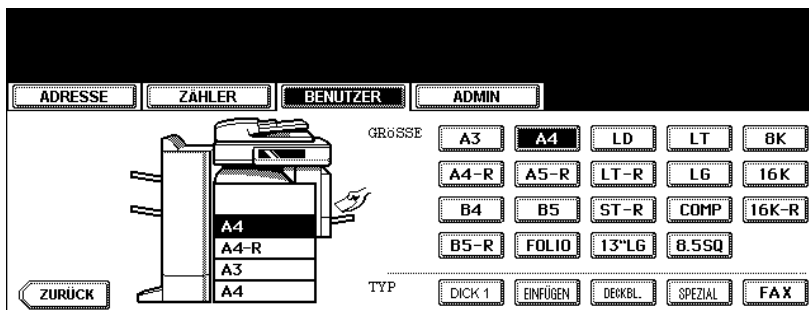 ADRESSE ZÄHLER BENUTZER ADMIN
GRöSSE A3 A4 LD LT 8K
A4-R A5-R LT-R LG 16K
B4 B5 ST-R COMP 16K-R
B5-R FOLIO 13"LG 8.5SQ
A4
A4-R
A3
A4
TYP DICK 1 EINFÜGEN DECKBL. SPEZIAL FAX
ZURÜCK